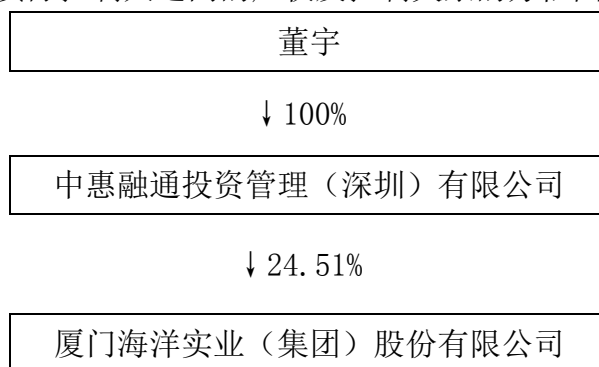 董宇
↓100%
中惠融通投资管理（深圳）有限公司
↓24.51%
厦门海洋实业（集团）股份有限公司